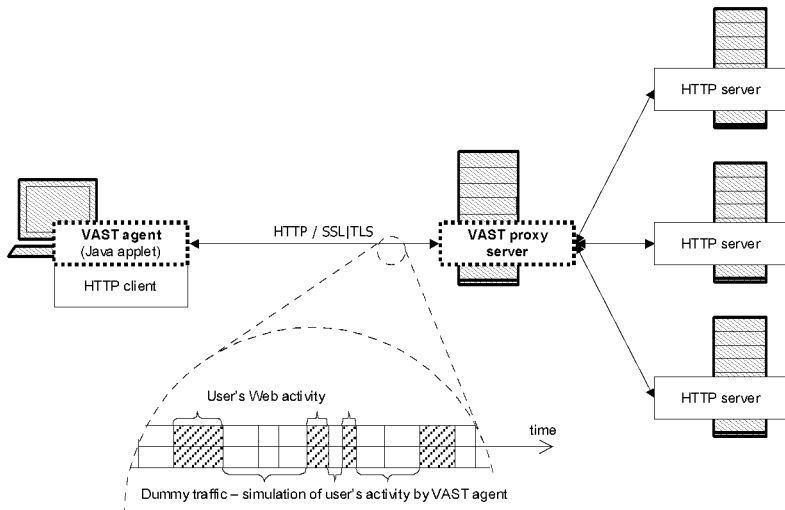 HTTP server
VAST agent
(Java applet)
HTTP client
HTTP / SSL|TLS
VAST proxy
server
HTTP server
HTTP server
User's Web activity
time
Dummy traffic – simulation of user's activity by VAST agent